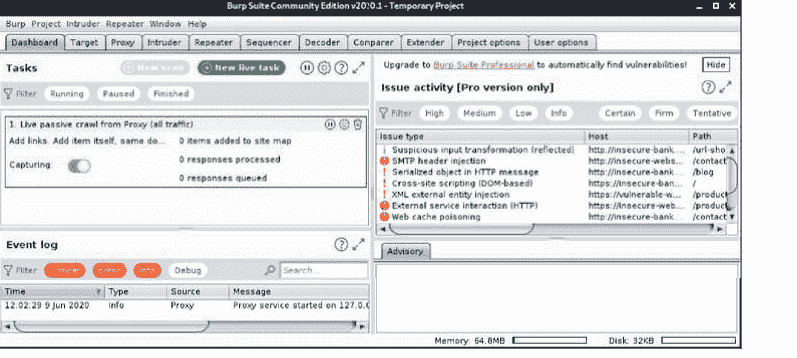 Burp Suite Community Edition v2020.1 - Temporary Project
Burp Project Intruder Repeater Window Help
Dashboard Target Proxy Intruder Repeater Sequencer Decoder Comparer Extender Project options User options
Tasks New scan New live task
Filter Running Paused Finished
1. Live passive crawl from Proxy (all traffic)
Add links. Add item itself, same do... 0 items added to site map
Capturing: 0 responses processed
0 responses queued
Event log
Filter Critical Error Info Debug Search...
Time Type Source Message
12:02:29 9 Jun 2020 Info Proxy Proxy service started on 127.0.0
Upgrade to Burp Suite Professional to automatically find vulnerabilities! Hide
Issue activity [Pro version only]
Filter High Medium Low Info Certain Firm Tentative
Issue type Host Path
Suspicious input transformation (reflected) http://insecure-bank... /url-sho
SMTP header injection http://insecure-webs... /contact
Serialized object in HTTP message http://insecure-bank... /blog
Cross-site scripting (DOM-based) https://insecure-ban... /
XML external entity injection https://vulnerable-w... /product
External service interaction (HTTP) https://insecure-web... /product
Web cache poisoning http://insecure-bank... /contact
Advisory
Memory: 64.8MB Disk: 32KB